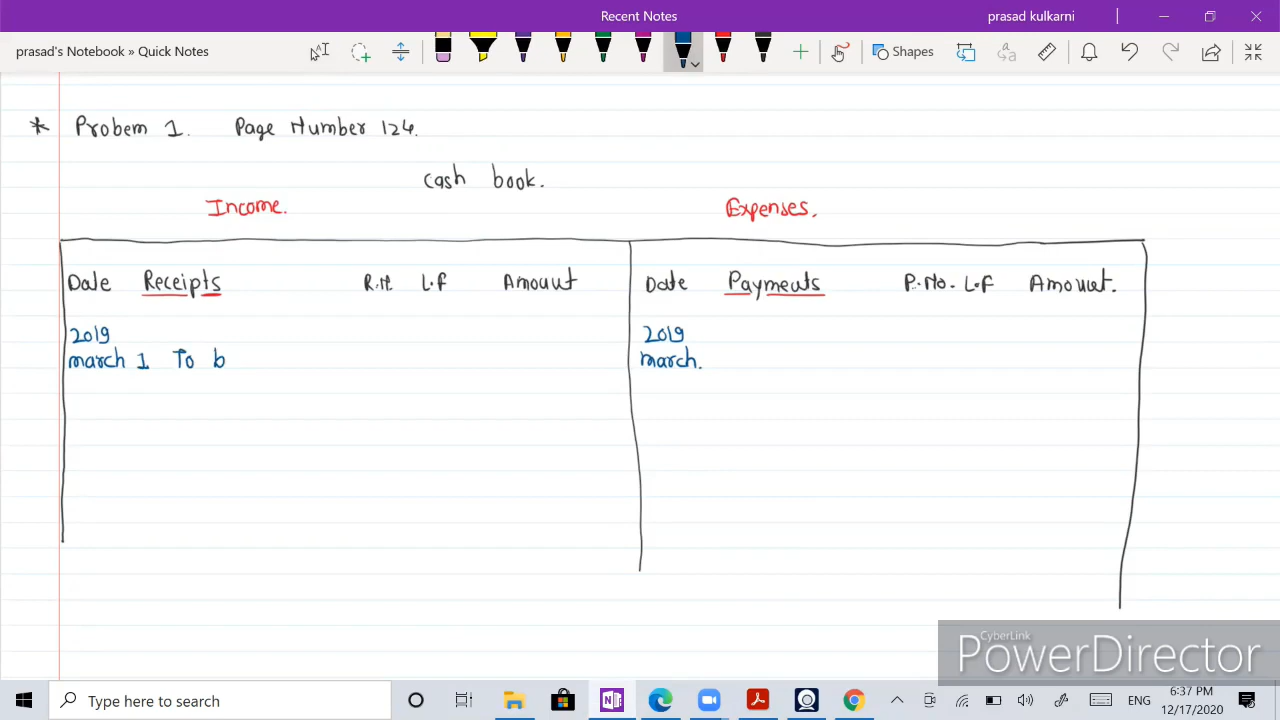 Recent Notes
prasad kulkarni
prasad's Notebook » Quick Notes
Shapes
* Probem 1. Page Number 124.
cash book.
Income. Expenses.
Date Receipts R.N. L.F Amount Date Payments P.No. L.F Amount.
2019 2019
march 1 To b march.
CyberLink
PowerDirector
Type here to search
6:37 PM
12/17/2020